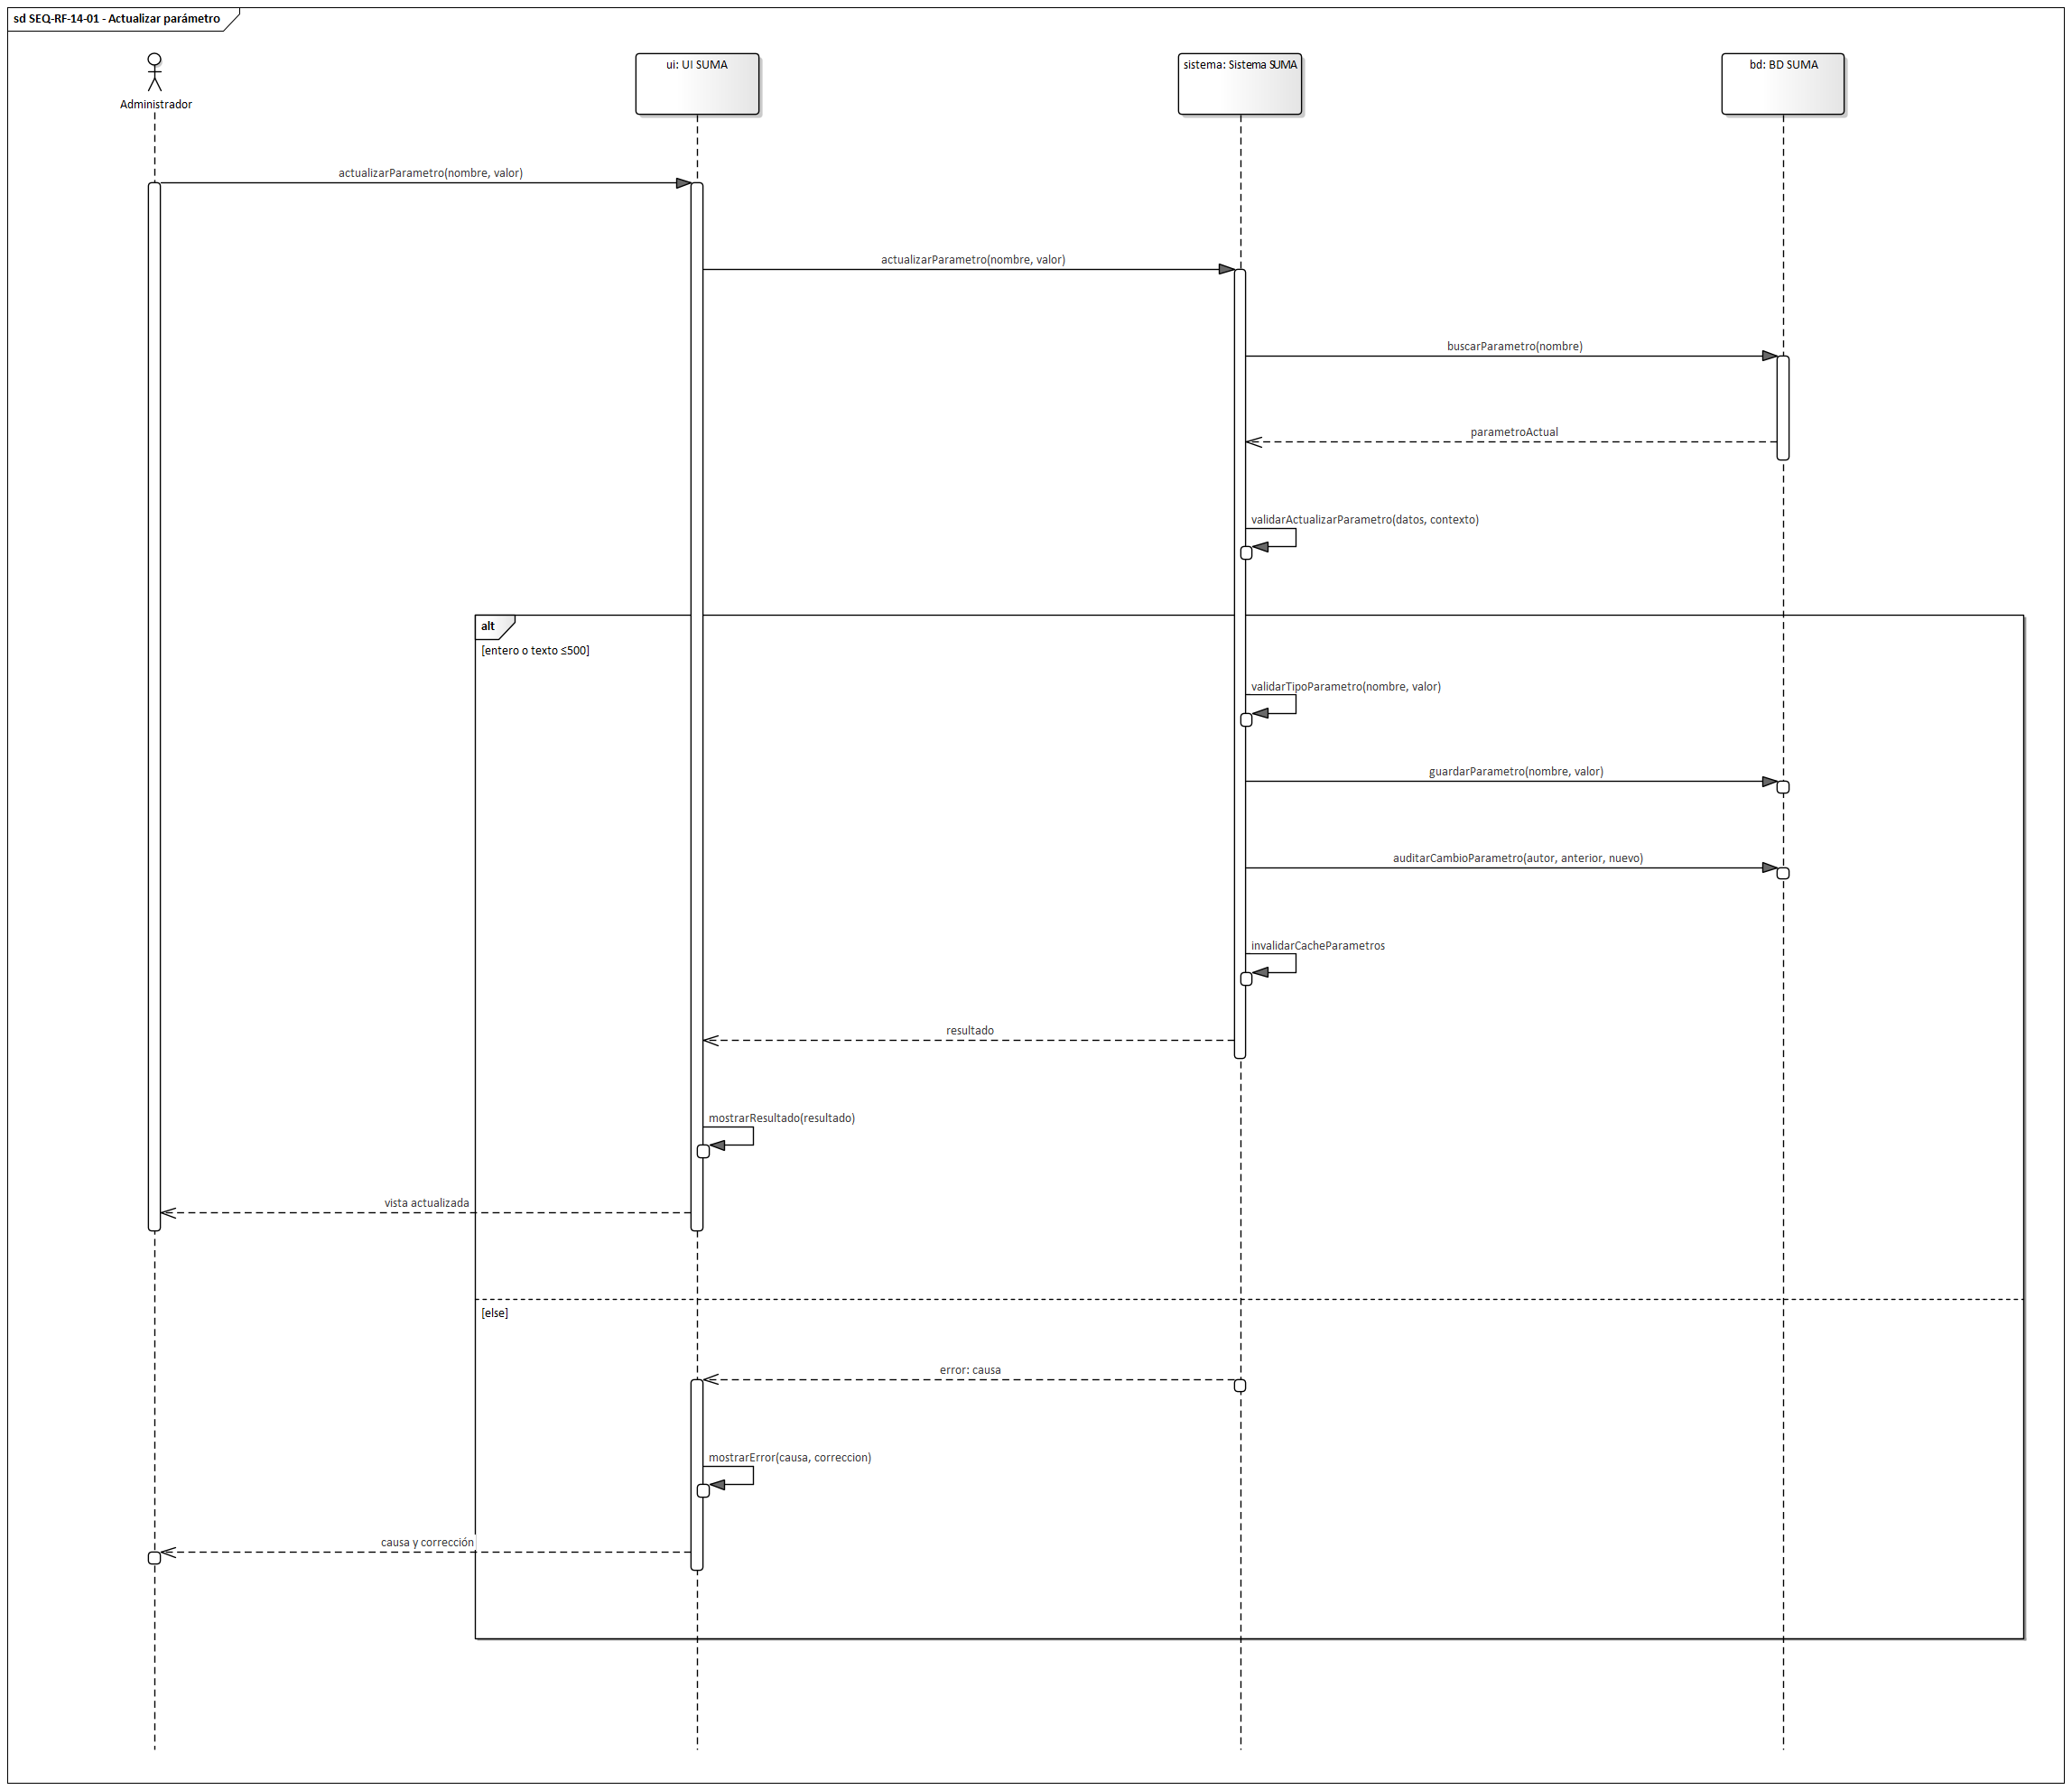 sd SEQ-RF-14-01 - Actualizar parámetro
Administrador
ui: UI SUMA
sistema: Sistema SUMA
bd: BD SUMA
actualizarParametro(nombre, valor)
actualizarParametro(nombre, valor)
buscarParametro(nombre)
parametroActual
validarActualizarParametro(datos, contexto)
alt
[entero o texto ≤500]
validarTipoParametro(nombre, valor)
guardarParametro(nombre, valor)
auditarCambioParametro(autor, anterior, nuevo)
invalidarCacheParametros
resultado
mostrarResultado(resultado)
vista actualizada
[else]
error: causa
mostrarError(causa, correccion)
causa y corrección